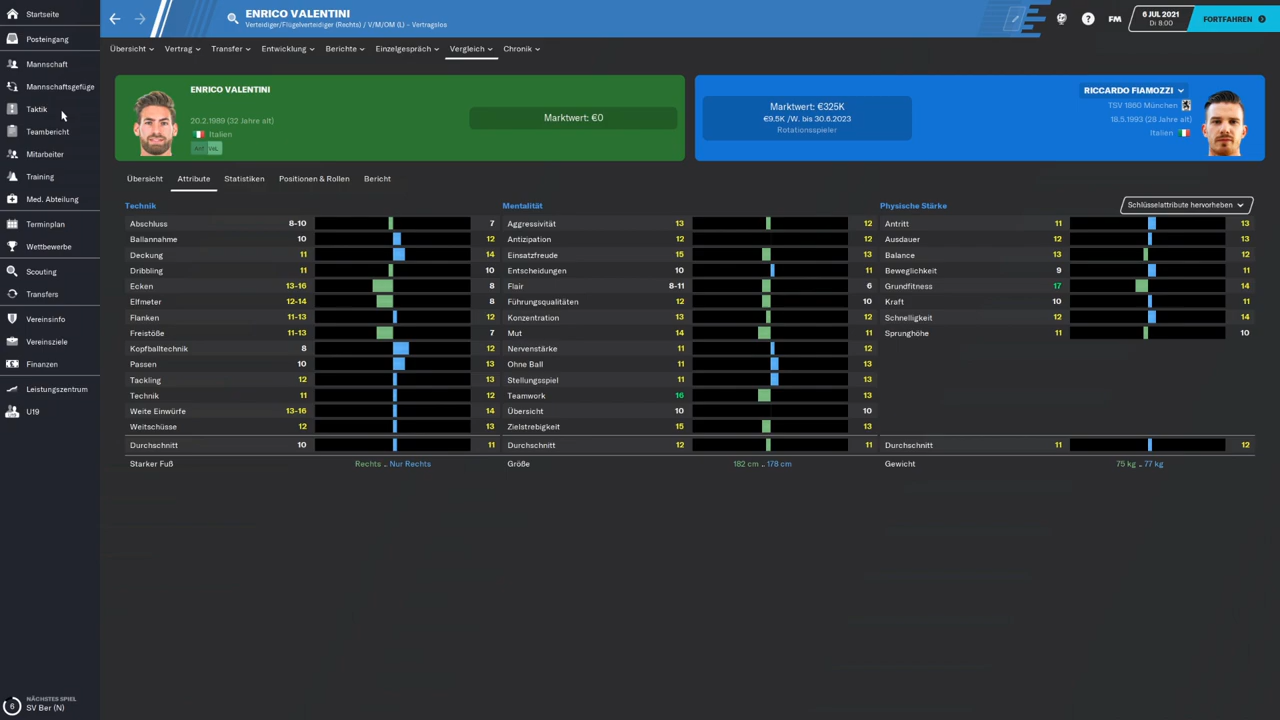 Startseite
Posteingang
Mannschaft
Mannschaftsgefüge
Taktik
Teambericht
Mitarbeiter
Training
Med. Abteilung
Terminplan
Wettbewerbe
Scouting
Transfers
Vereinsinfo
Vereinsziele
Finanzen
Leistungszentrum
U19
6 NÄCHSTES SPIEL
SV Ber (N)
ENRICO VALENTINI
Verteidiger/Flügelverteidiger (Rechts) / V/M/OM (L) - Vertragslos
FM
6 JUL 2021
Di 8:00
FORTFAHREN
Übersicht Vertrag Transfer Entwicklung Berichte Einzelgespräch Vergleich Chronik
ENRICO VALENTINI
20.2.1989 (32 Jahre alt)
Italien
Marktwert: €0
Marktwert: €325K
€9.5K /W. bis 30.6.2023
Rotationsspieler
RICCARDO FIAMOZZI
TSV 1860 München
18.5.1993 (28 Jahre alt)
Italien
Übersicht Attribute Statistiken Positionen & Rollen Bericht
Schlüsselattribute hervorheben
Technik
Abschluss 8-10 7
Ballannahme 10 12
Deckung 11 14
Dribbling 11 10
Ecken 13-16 8
Elfmeter 12-14 8
Flanken 11-13 12
Freistöße 11-13 7
Kopfballtechnik 8 12
Passen 10 13
Tackling 12 13
Technik 11 12
Weite Einwürfe 13-16 14
Weitschüsse 12 13
Durchschnitt 10 11
Starker Fuß Rechts .. Nur Rechts
Mentalität
Aggressivität 13 12
Antizipation 12 12
Einsatzfreude 15 13
Entscheidungen 10 11
Flair 8-11 6
Führungsqualitäten 12 10
Konzentration 13 12
Mut 14 11
Nervenstärke 11 12
Ohne Ball 11 13
Stellungsspiel 11 13
Teamwork 16 13
Übersicht 10 10
Zielstrebigkeit 15 13
Durchschnitt 12 11
Größe 182 cm .. 178 cm
Physische Stärke
Antritt 11 13
Ausdauer 12 13
Balance 13 12
Beweglichkeit 9 11
Grundfitness 17 14
Kraft 10 11
Schnelligkeit 12 14
Sprunghöhe 11 10
Durchschnitt 11 12
Gewicht 75 kg .. 77 kg